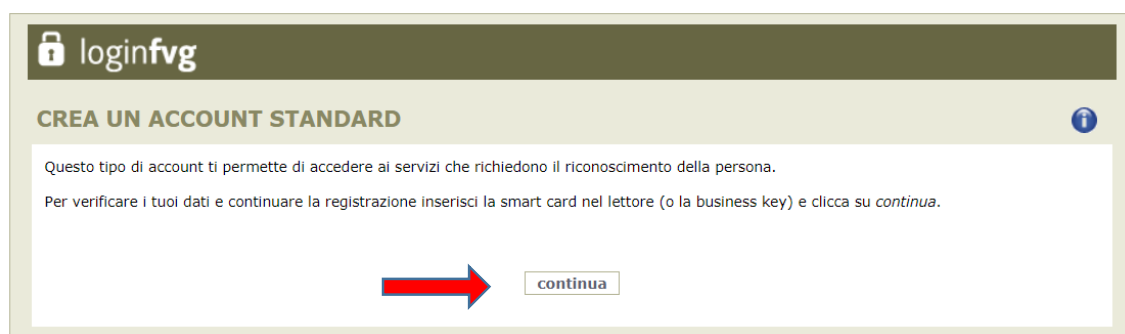 loginfvg
CREA UN ACCOUNT STANDARD
Questo tipo di account ti permette di accedere ai servizi che richiedono il riconoscimento della persona.
Per verificare i tuoi dati e continuare la registrazione inserisci la smart card nel lettore (o la business key) e clicca su continua.
continua